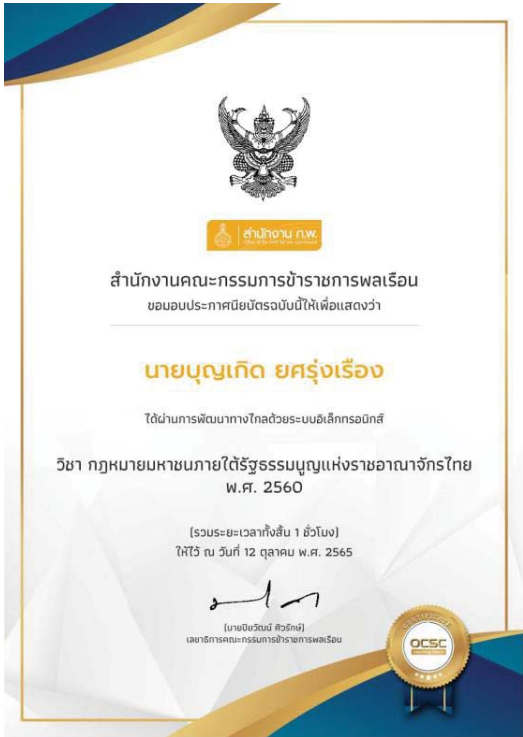 สำนักงาน ก.พ.
สำนักงานคณะกรรมการข้าราชการพลเรือน
ขอมอบประกาศนียบัตรฉบับนี้ให้เพื่อแสดงว่า
นายบุญเกิด ยศรุ่งเรือง
ได้ผ่านการพัฒนาทางไกลด้วยระบบอิเล็กทรอนิกส์
วิชา กฎหมายมหาชนภายใต้รัฐธรรมนูญแห่งราชอาณาจักรไทย
พ.ศ. 2560
(รวมระยะเวลาทั้งสิ้น 1 ชั่วโมง)
ให้ไว้ ณ วันที่ 12 ตุลาคม พ.ศ. 2565
(นายปิยวัฒน์ ศิวรักษ์)
เลขาธิการคณะกรรมการข้าราชการพลเรือน
OCSC